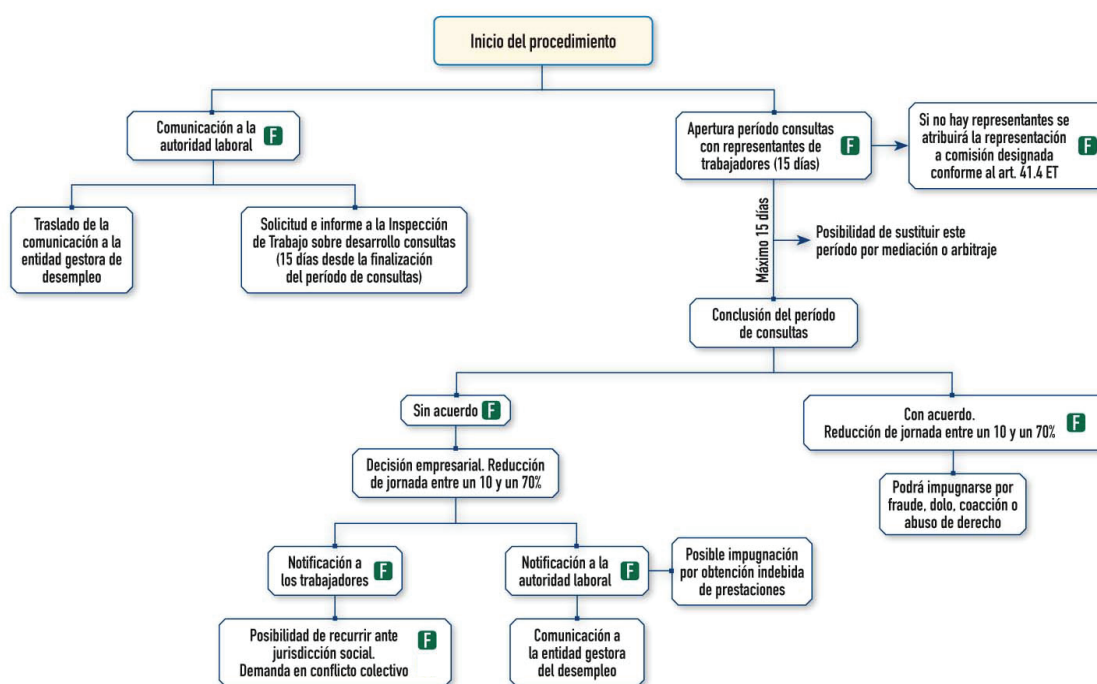 Inicio del procedimiento
Comunicación a la
autoridad laboral
F
Apertura período consultas
con representantes de
trabajadores (15 días)
F
Si no hay representantes se
atribuirá la representación
a comisión designada
conforme al art. 41.4 ET
F
Traslado de la
comunicación a la
entidad gestora de
desempleo
Solicitud e informe a la Inspección
de Trabajo sobre desarrollo consultas
(15 días desde la finalización
del período de consultas)
Máximo 15 días
Posibilidad de sustituir este
período por mediación o arbitraje
Conclusión del período
de consultas
Sin acuerdo
F
Con acuerdo.
Reducción de jornada entre un 10 y un 70%
F
Decisión empresarial. Reducción
de jornada entre un 10 y un 70%
Podrá impugnarse por
fraude, dolo, coacción o
abuso de derecho
Notificación a
los trabajadores
F
Notificación a la
autoridad laboral
F
Posible impugnación
por obtención indebida
de prestaciones
Posibilidad de recurrir ante
jurisdicción social.
Demanda en conflicto colectivo
F
Comunicación a
la entidad gestora
del desempleo